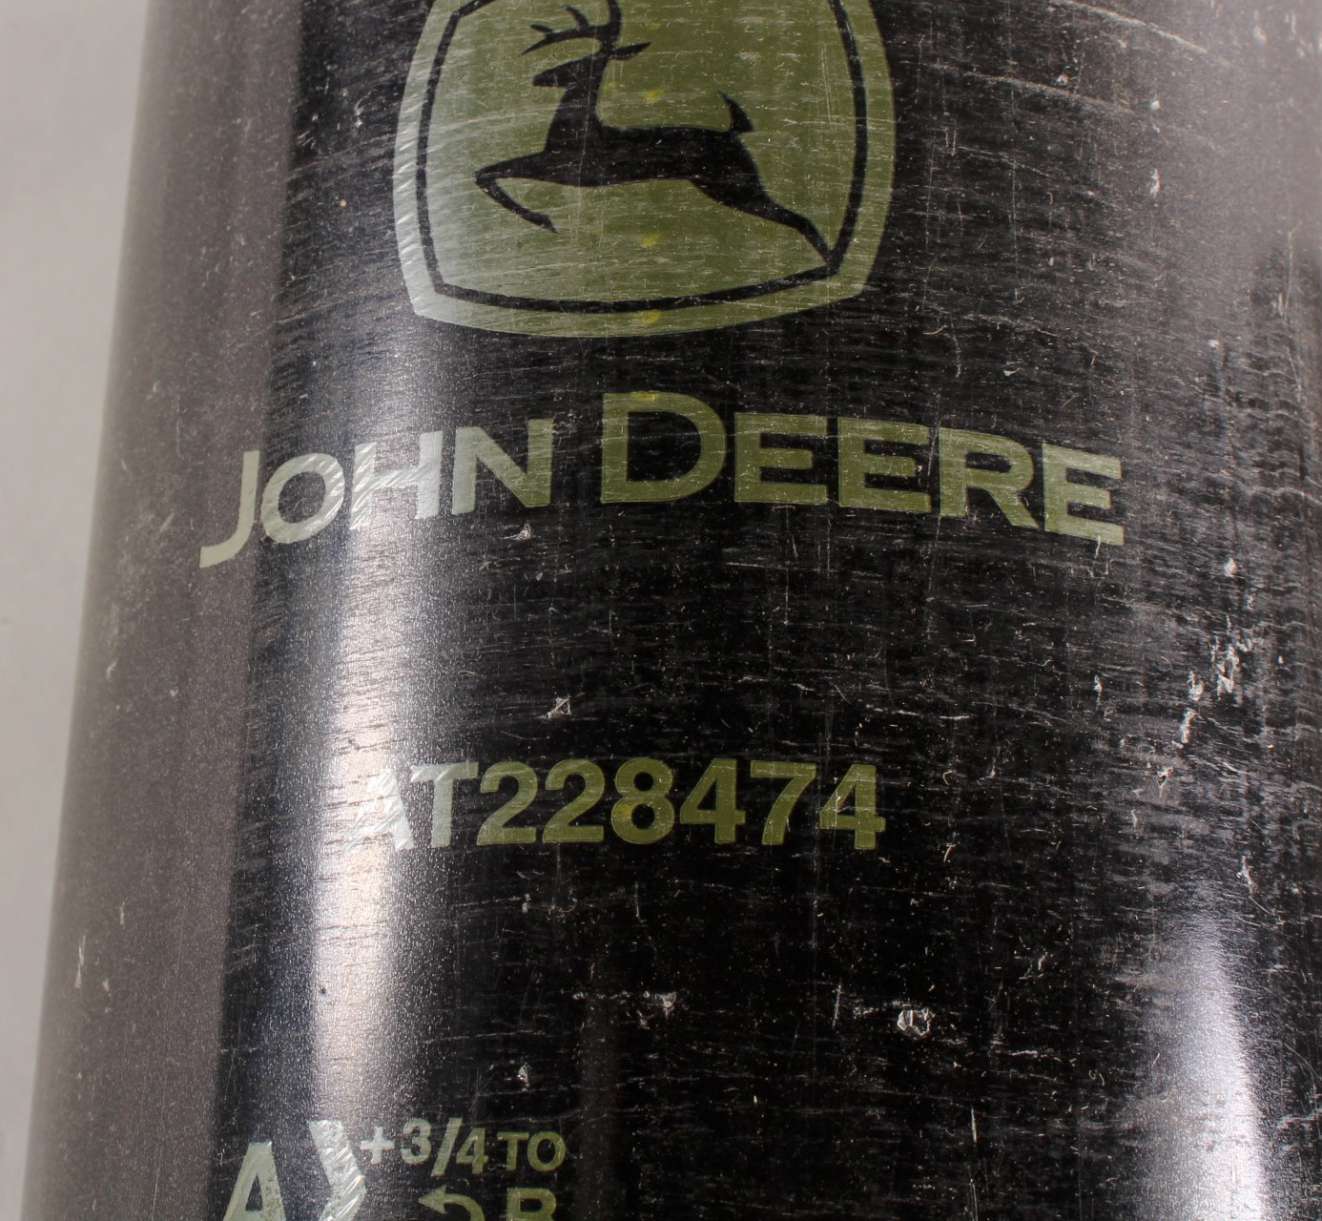 JOHN DEERE
AT228474
A +3/4 TO
B